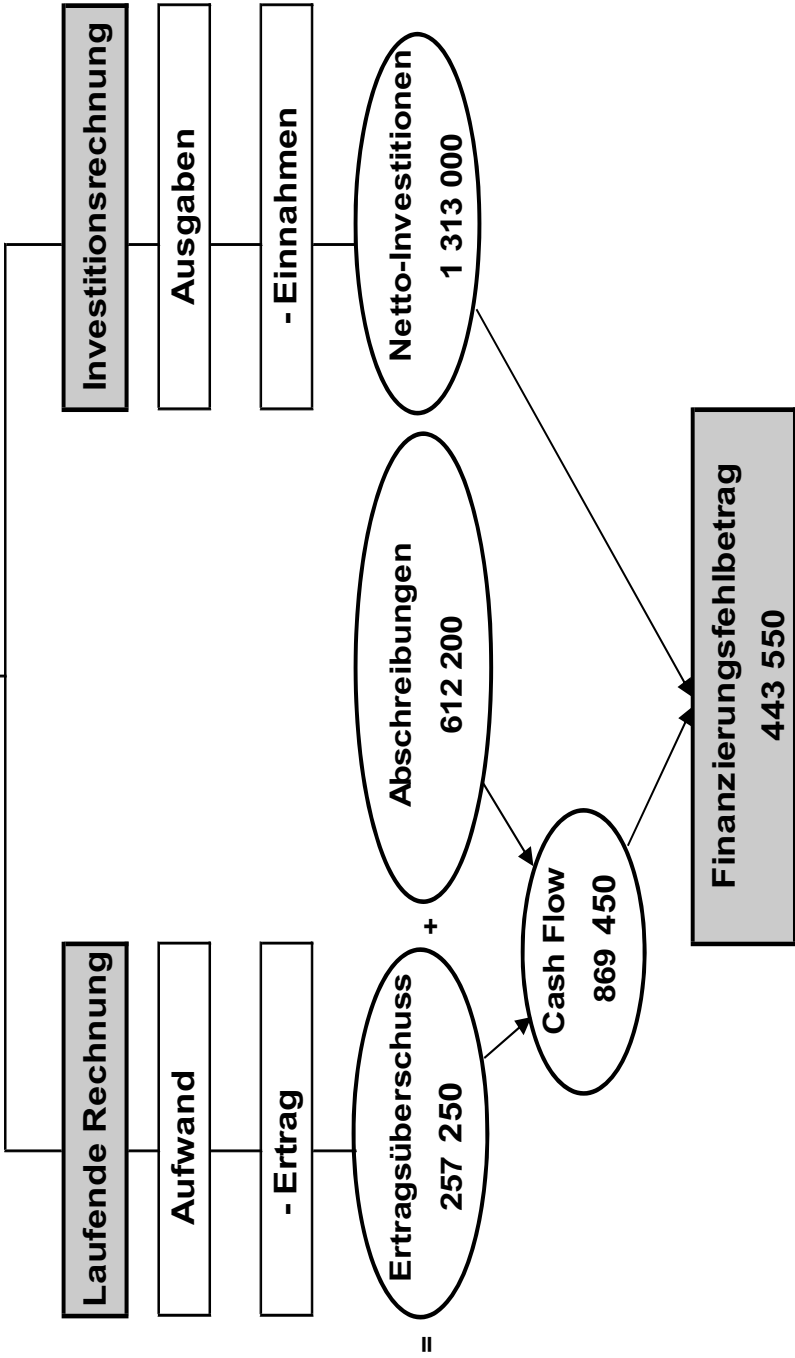 Laufende Rechnung
Aufwand
- Ertrag
=
Ertragsüberschuss
257 250
+
Abschreibungen
612 200
Investitionsrechnung
Ausgaben
- Einnahmen
Netto-Investitionen
1 313 000
Cash Flow
869 450
Finanzierungsfehlbetrag
443 550